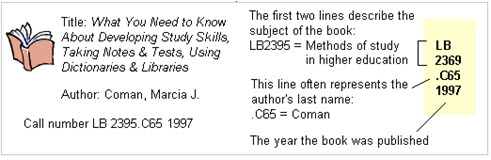 Title: What You Need to Know
About Developing Study Skills,
Taking Notes & Tests, Using
Dictionaries & Libraries
Author: Coman, Marcia J.
Call number LB 2395.C65 1997
The first two lines describe the
subject of the book:
LB2395 = Methods of study
in higher education
This line often represents the
author's last name:
.C65 = Coman
The year the book was published
LB
2369
.C65
1997